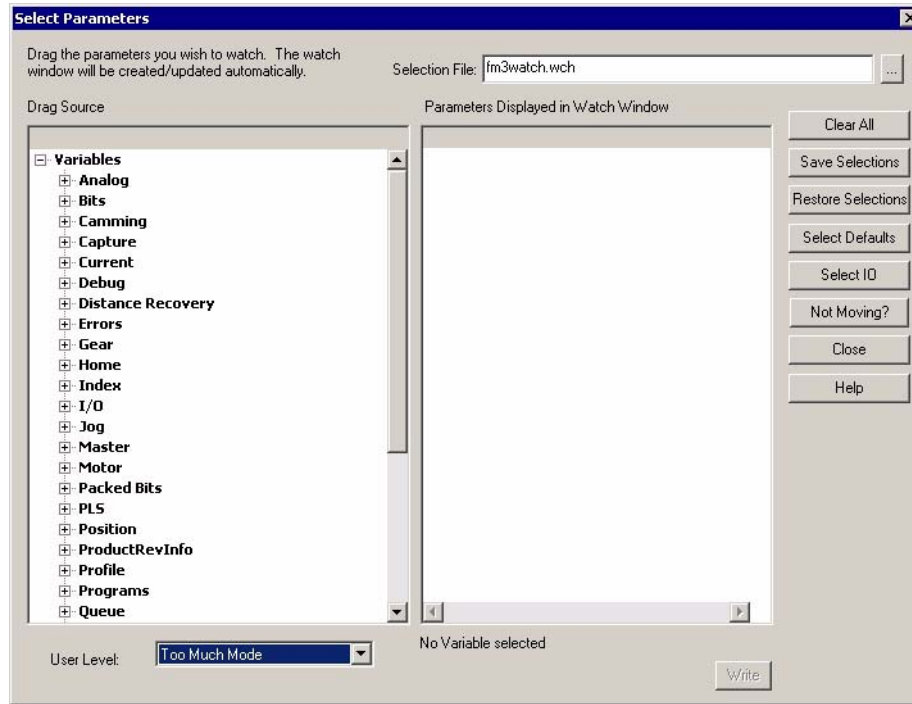 Select Parameters
Drag the parameters you wish to watch. The watch
window will be created/updated automatically.
Selection File: fm3watch.wch
...
Drag Source
Parameters Displayed in Watch Window
Variables
Analog
Bits
Camming
Capture
Current
Debug
Distance Recovery
Errors
Gear
Home
Index
I/O
Jog
Master
Motor
Packed Bits
PLS
Position
ProductRevInfo
Profile
Programs
Queue
Clear All
Save Selections
Restore Selections
Select Defaults
Select IO
Not Moving?
Close
Help
User Level: Too Much Mode
No Variable selected
Write